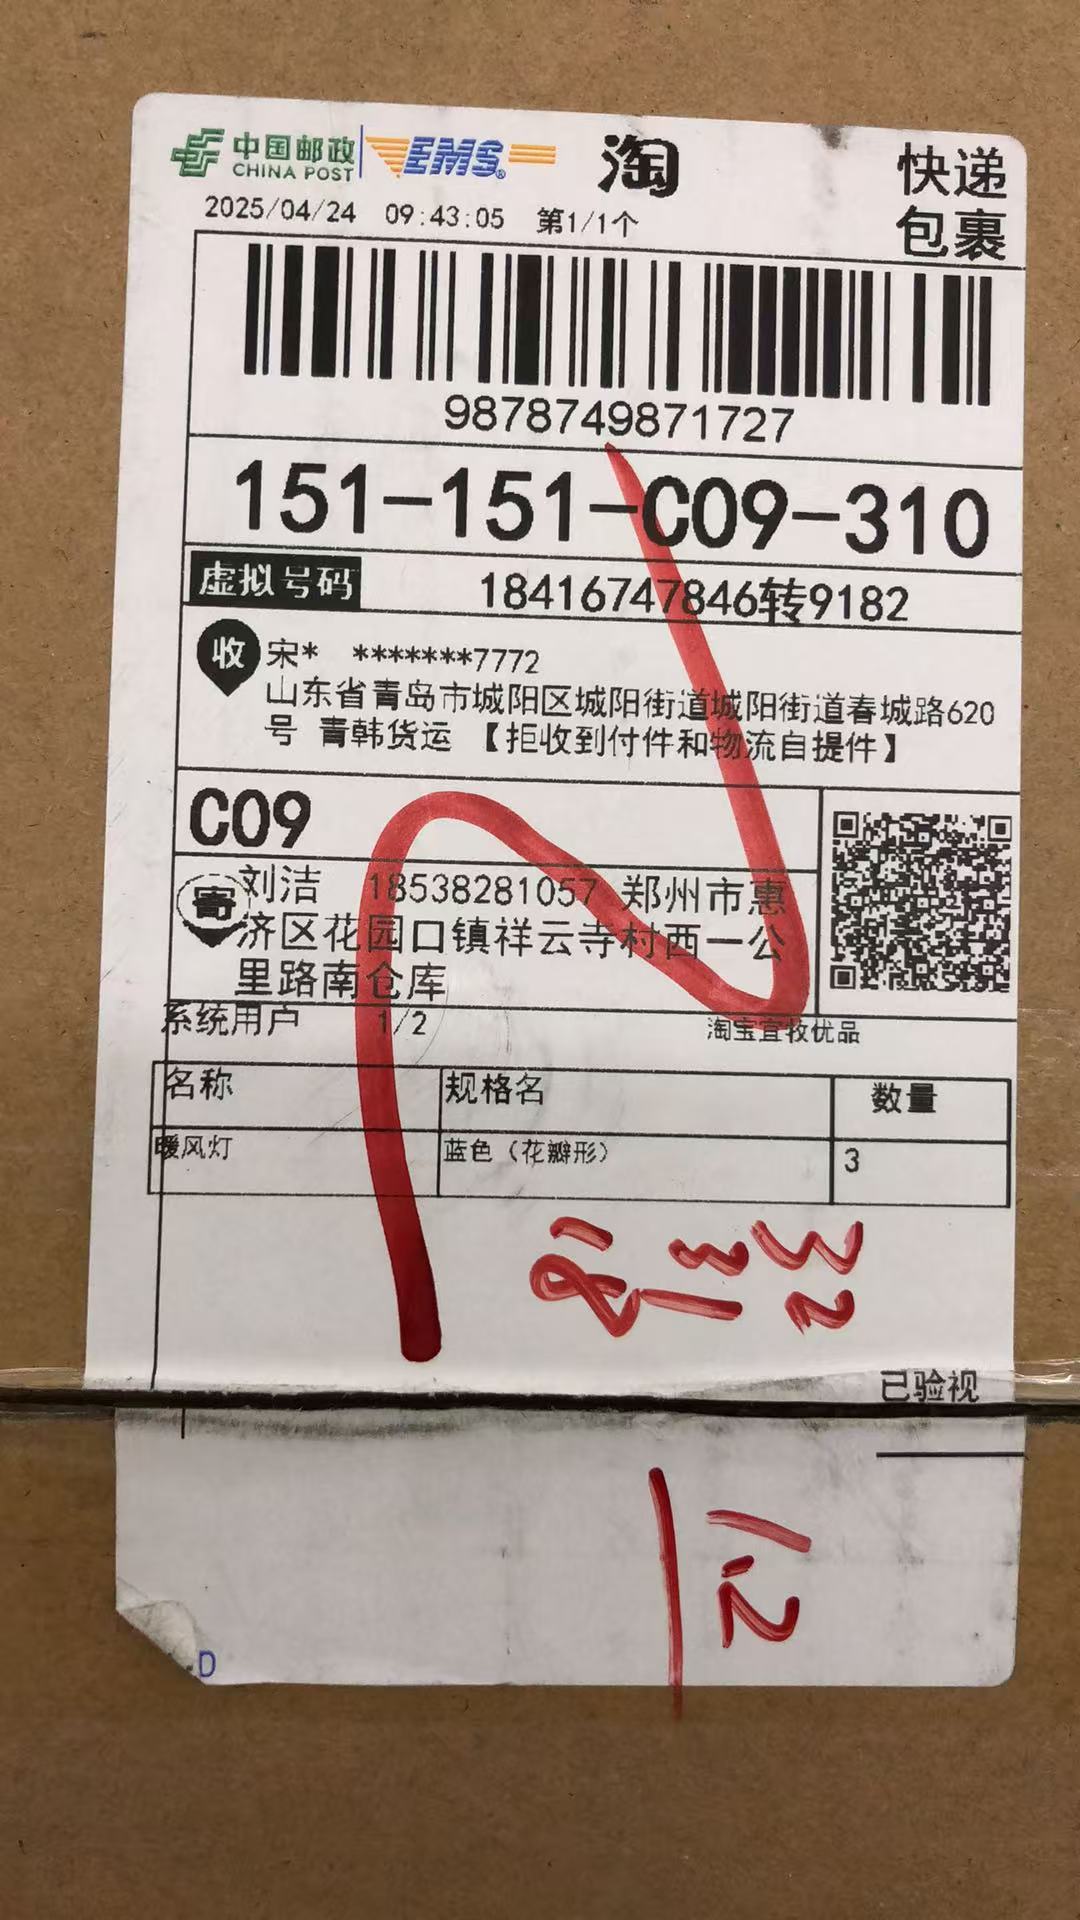 中国邮政
CHINA POST
EMS
淘
快递
包裹
2025/04/24 09:43:05 第1/1个
9878749871727
151-151-C09-310
虚拟号码 18416747846转9182
收 宋* *******7772
山东省青岛市城阳区城阳街道城阳街道春城路620
号 青韩货运 【拒收到付件和物流自提件】
C09
寄 刘洁 18538281057 郑州市惠
济区花园口镇祥云寺村西一公
里路南仓库
系统用户 1/2 淘宝宜牧优品
名称 规格名 数量
暖风灯 蓝色（花瓣形） 3
已验视
D